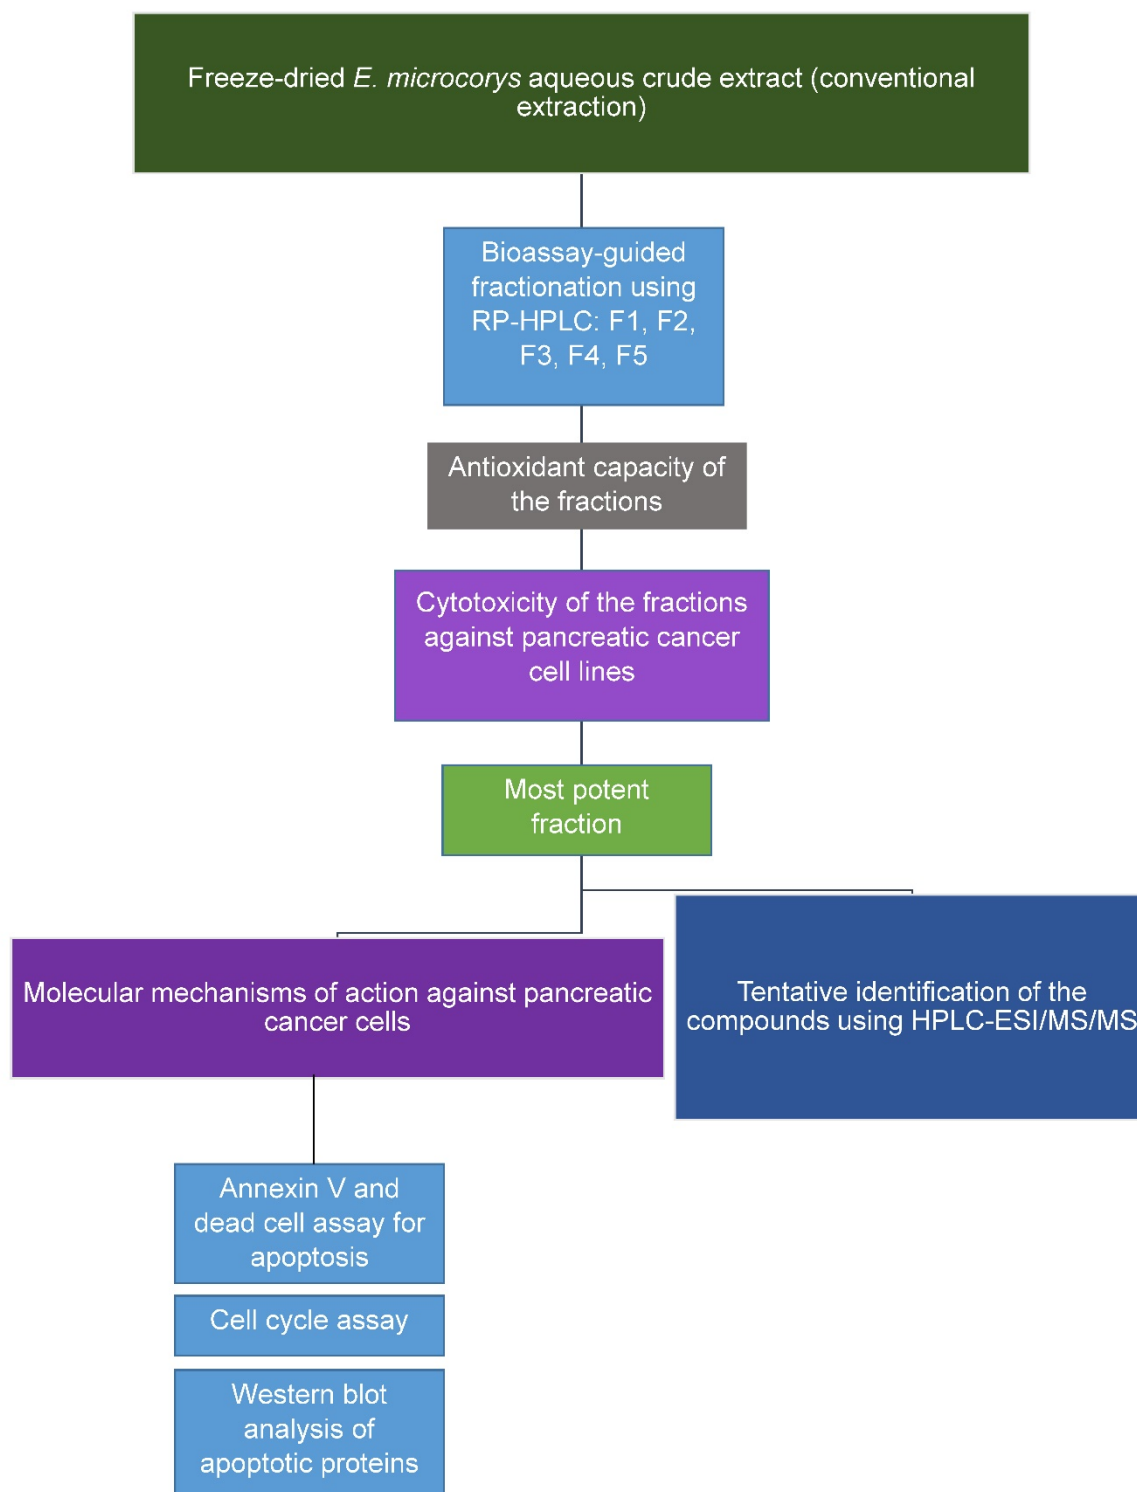 Freeze-dried E. microcorys aqueous crude extract (conventional
extraction)
Bioassay-guided
fractionation using
RP-HPLC: F1, F2,
F3, F4, F5
Antioxidant capacity of
the fractions
Cytotoxicity of the fractions
against pancreatic cancer
cell lines
Most potent
fraction
Molecular mechanisms of action against pancreatic
cancer cells
Tentative identification of the
compounds using HPLC-ESI/MS/MS
Annexin V and
dead cell assay for
apoptosis
Cell cycle assay
Western blot
analysis of
apoptotic proteins